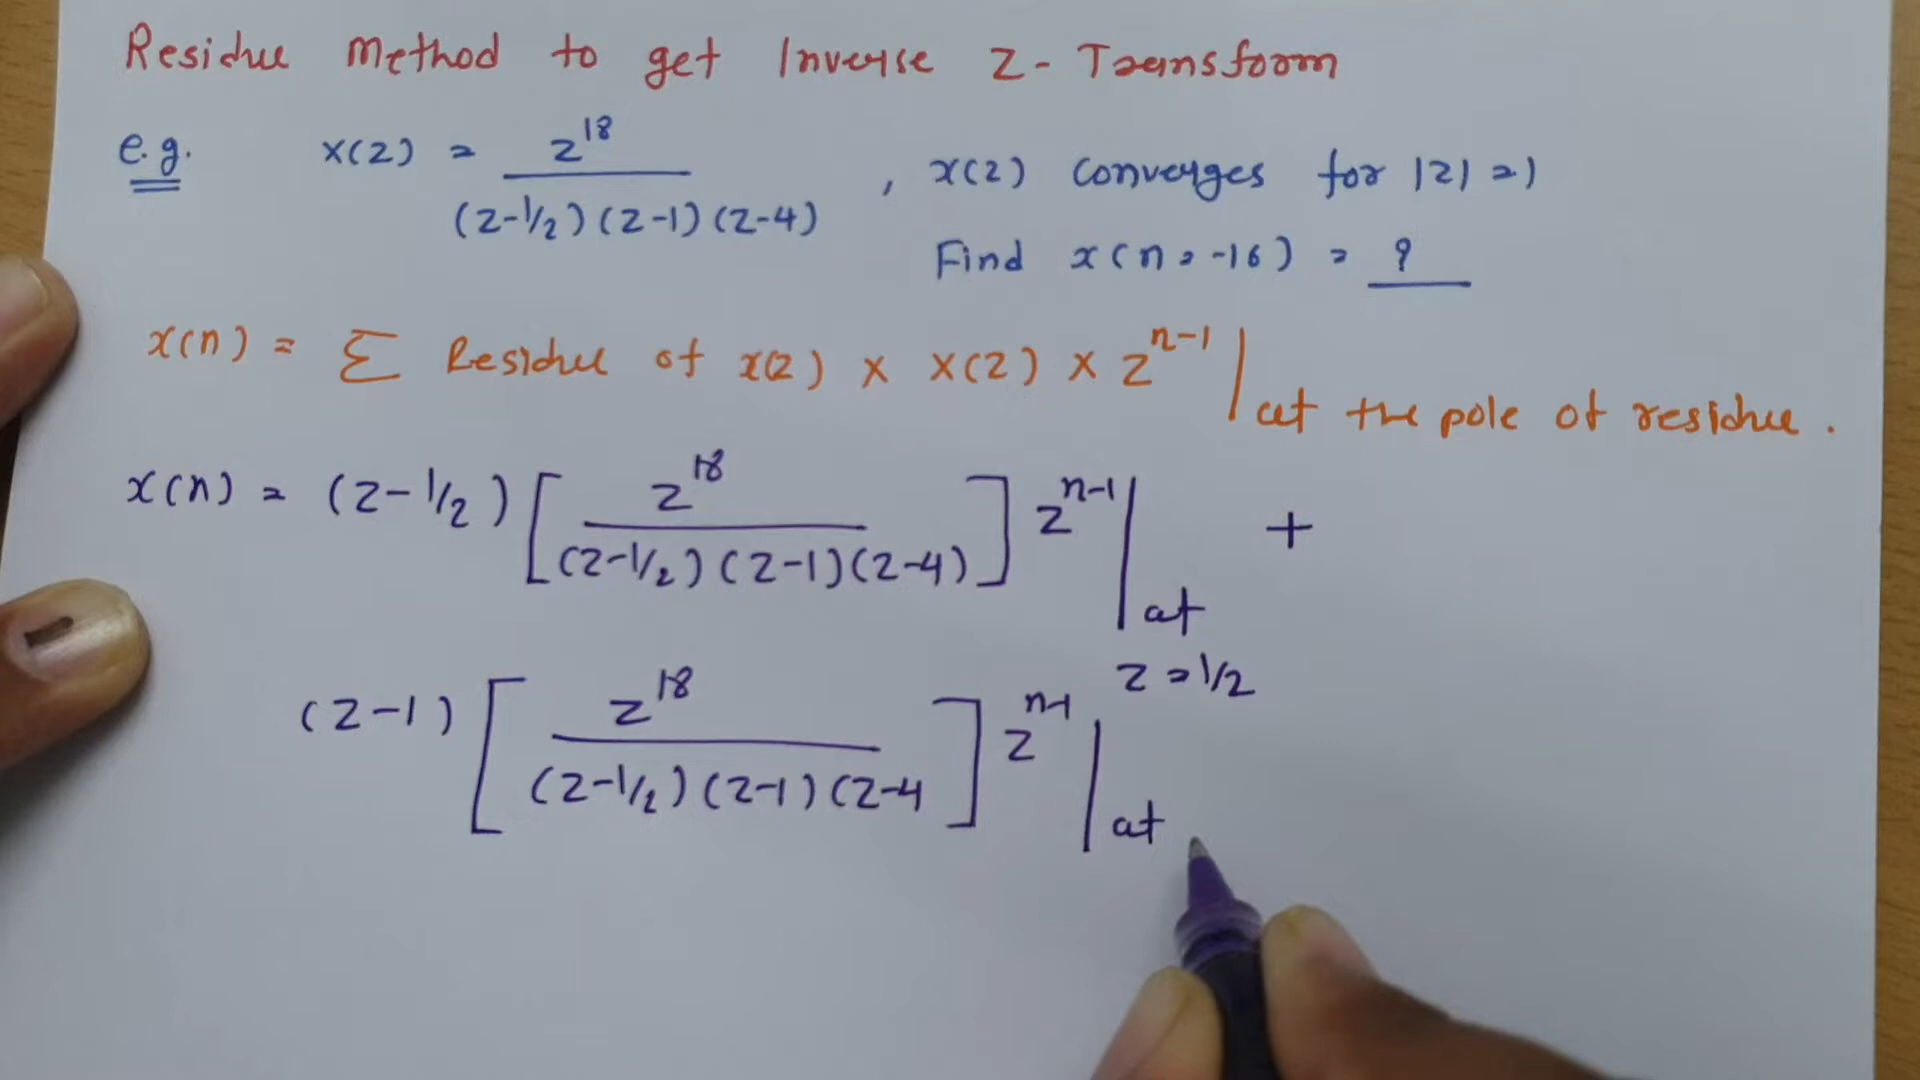 Residue Method to get Inverse Z-Transform
e.g. X(z) = z^18 / (z-1/2)(z-1)(z-4) , x(z) converges for |z| = 1
Find x(n = -16) = ?
x(n) = Σ Residue of x(z) × X(z) × z^n-1 | at the pole of residue.
x(n) = (z-1/2) [ z^18 / (z-1/2)(z-1)(z-4) ] z^n-1 | at z = 1/2 +
(z-1) [ z^18 / (z-1/2)(z-1)(z-4 ] z^n-1 | at